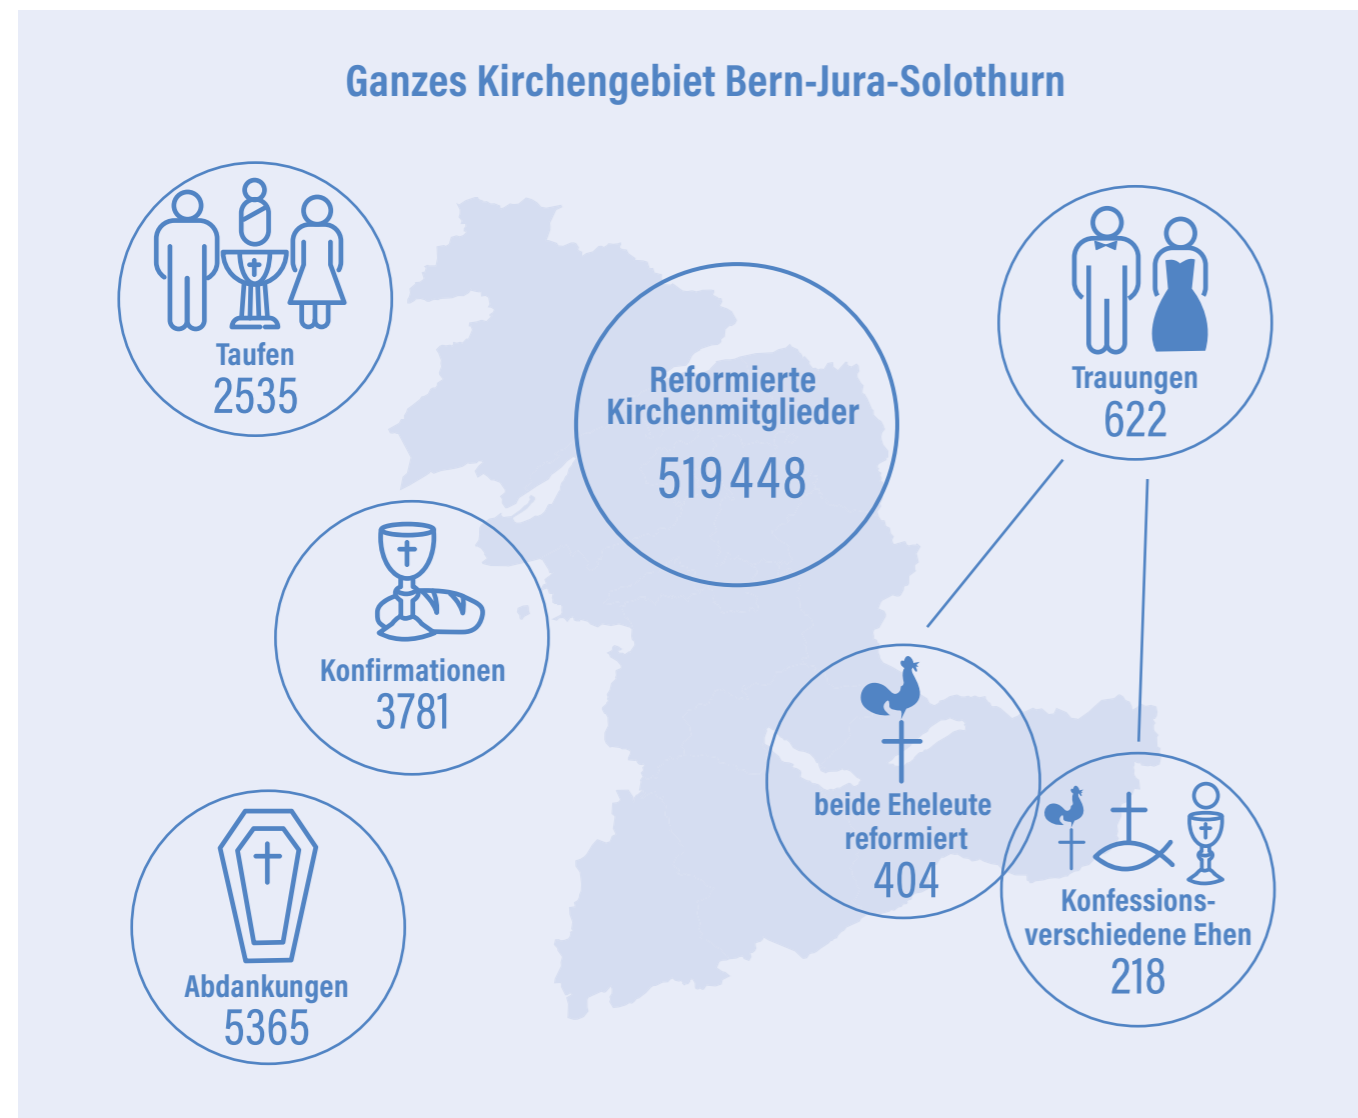 Ganzes Kirchengebiet Bern-Jura-Solothurn
Taufen
2535
Reformierte
Kirchenmitglieder
519 448
Trauungen
622
Konfirmationen
3781
beide Eheleute
reformiert
404
Konfessions-
verschiedene Ehen
218
Abdankungen
5365